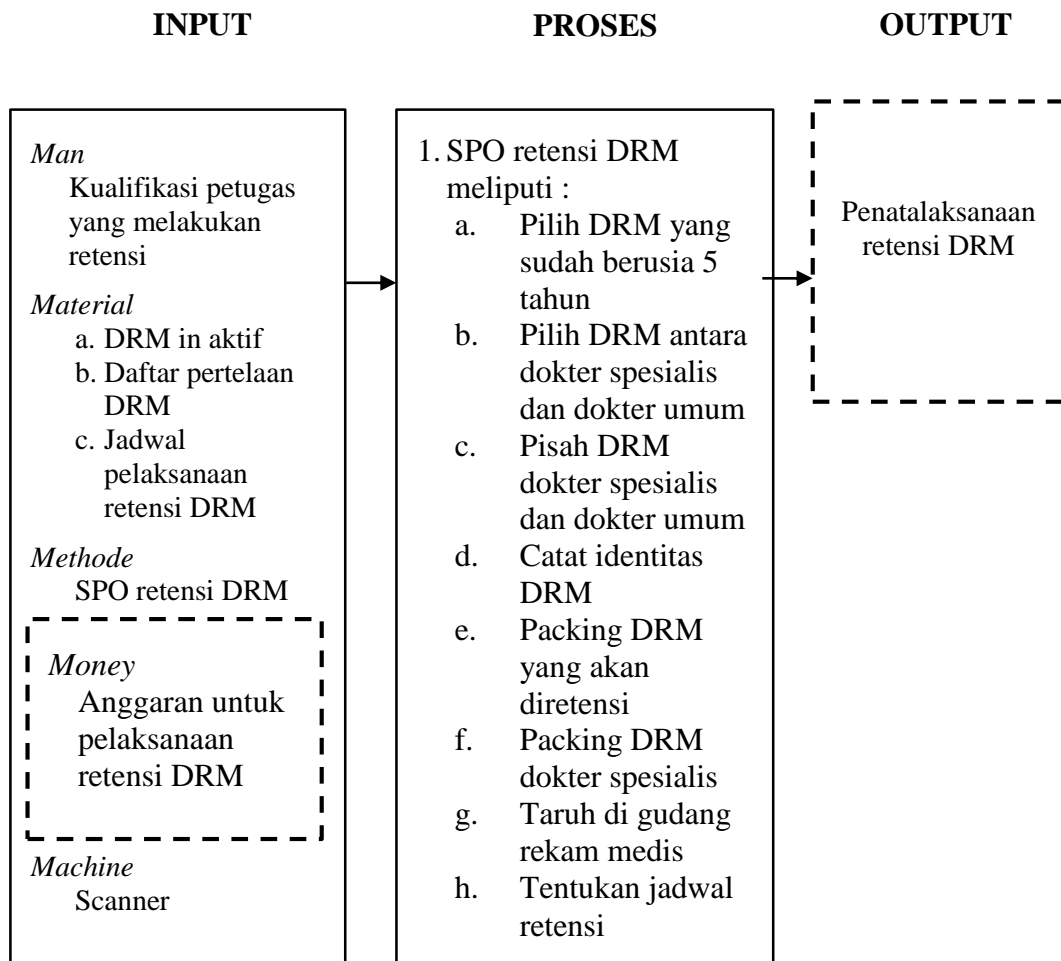 INPUT
PROSES
OUTPUT
Man
Kualifikasi petugas
yang melakukan
retensi
Material
a. DRM in aktif
b. Daftar pertelaan
DRM
c. Jadwal
pelaksanaan
retensi DRM
Methode
SPO retensi DRM
Money
Anggaran untuk
pelaksanaan
retensi DRM
Machine
Scanner
1. SPO retensi DRM
meliputi :
a. Pilih DRM yang
sudah berusia 5
tahun
b. Pilih DRM antara
dokter spesialis
dan dokter umum
c. Pisah DRM
dokter spesialis
dan dokter umum
d. Catat identitas
DRM
e. Packing DRM
yang akan
diretensi
f. Packing DRM
dokter spesialis
g. Taruh di gudang
rekam medis
h. Tentukan jadwal
retensi
Penatalaksanaan
retensi DRM